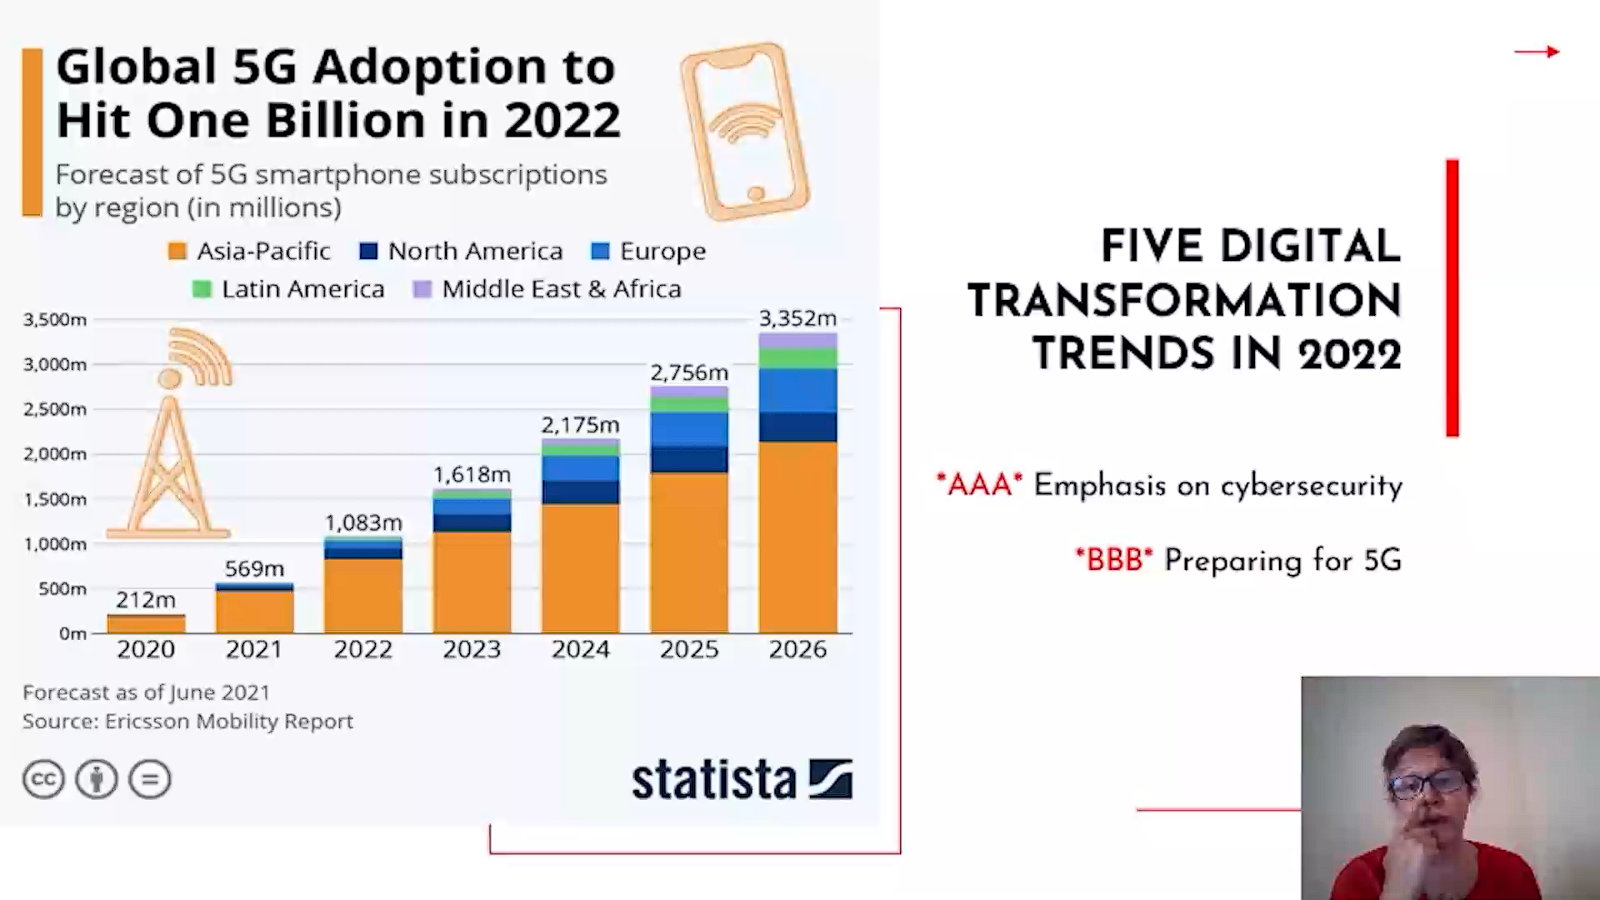 Global 5G Adoption to
Hit One Billion in 2022
Forecast of 5G smartphone subscriptions
by region (in millions)
Asia-Pacific North America Europe
Latin America Middle East & Africa
3,500m
3,000m
2,500m
2,000m
1,500m
1,000m
500m
0m
212m
569m
1,083m
1,618m
2,175m
2,756m
3,352m
2020 2021 2022 2023 2024 2025 2026
Forecast as of June 2021
Source: Ericsson Mobility Report
cc
statista
FIVE DIGITAL
TRANSFORMATION
TRENDS IN 2022
*AAA* Emphasis on cybersecurity
*BBB* Preparing for 5G